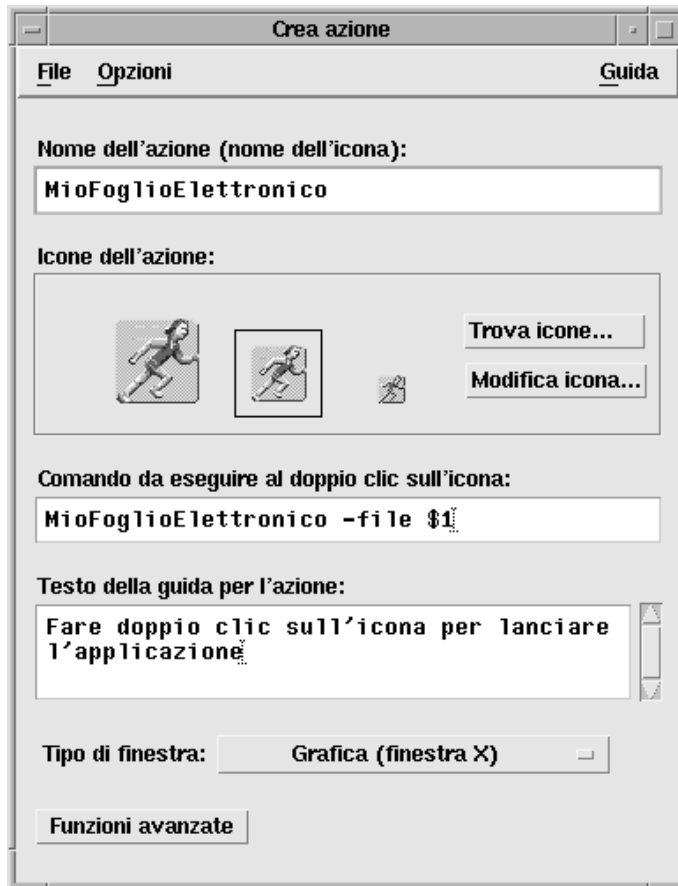 Crea azione
File Opzioni Guida
Nome dell'azione (nome dell'icona):
MioFoglioElettronico
Icone dell'azione:
Trova icone...
Modifica icona...
Comando da eseguire al doppio clic sull'icona:
MioFoglioElettronico -file $1
Testo della guida per l'azione:
Fare doppio clic sull'icona per lanciare
l'applicazione
Tipo di finestra: Grafica (finestra X)
Funzioni avanzate